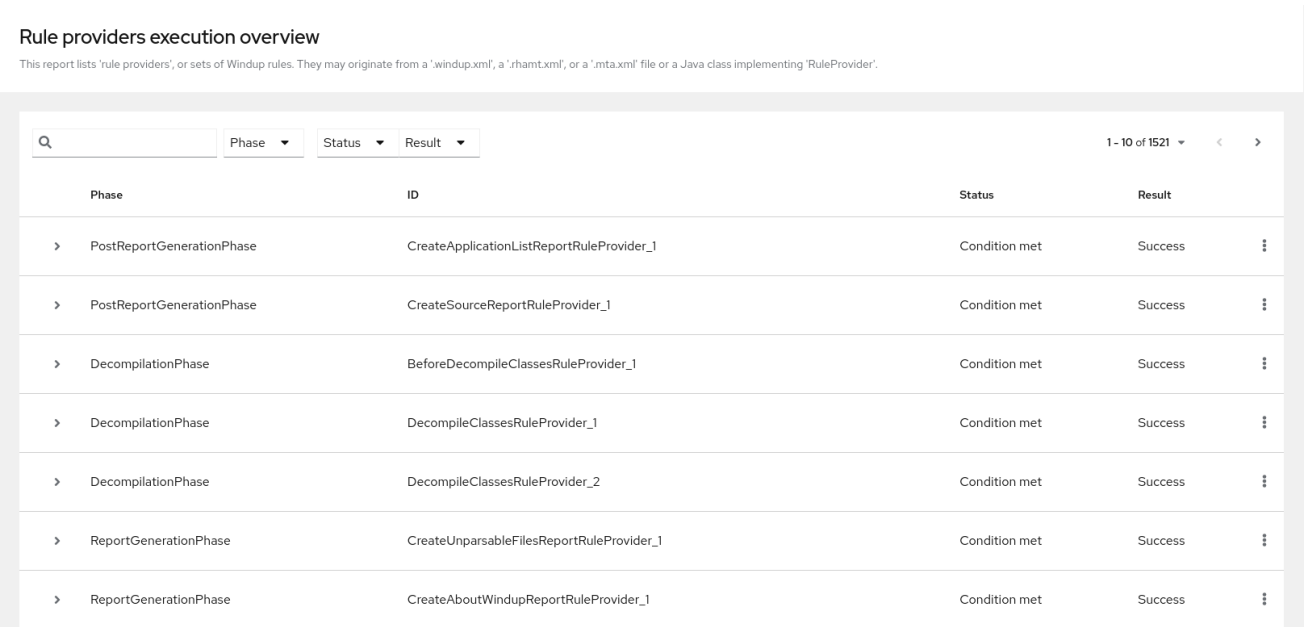 Rule providers execution overview
This report lists 'rule providers', or sets of Windup rules. They may originate from a '.windup.xml', a '.rhamt.xml', or a '.mta.xml' file or a Java class implementing 'RuleProvider'.
Phase Status Result 1 - 10 of 1521
Phase ID Status Result
PostReportGenerationPhase CreateApplicationListReportRuleProvider_1 Condition met Success
PostReportGenerationPhase CreateSourceReportRuleProvider_1 Condition met Success
DecompilationPhase BeforeDecompileClassesRuleProvider_1 Condition met Success
DecompilationPhase DecompileClassesRuleProvider_1 Condition met Success
DecompilationPhase DecompileClassesRuleProvider_2 Condition met Success
ReportGenerationPhase CreateUnparsableFilesReportRuleProvider_1 Condition met Success
ReportGenerationPhase CreateAboutWindupReportRuleProvider_1 Condition met Success